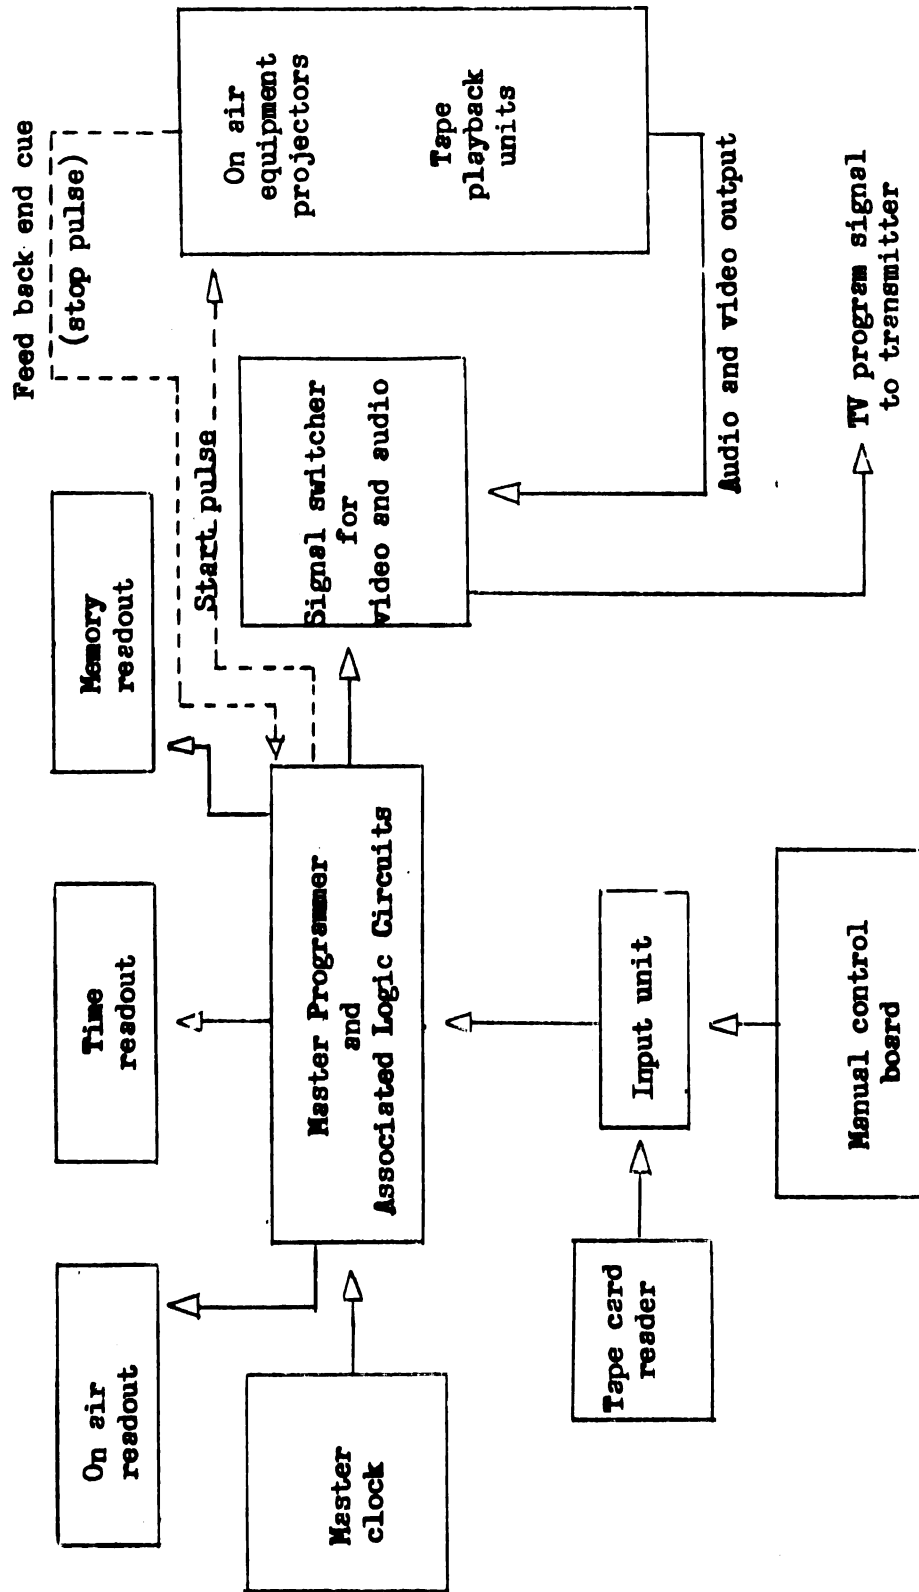 On air
readout
Time
readout
Memory
readout
Feed back end cue
(stop pulse)
Start pulse
Master
clock
Master Programmer
and
Associated Logic Circuits
Signal switcher
for
video and audio
On air
equipment
projectors
Tape
playback
units
Tape card
reader
Input unit
Manual control
board
Audio and video output
TV program signal
to transmitter